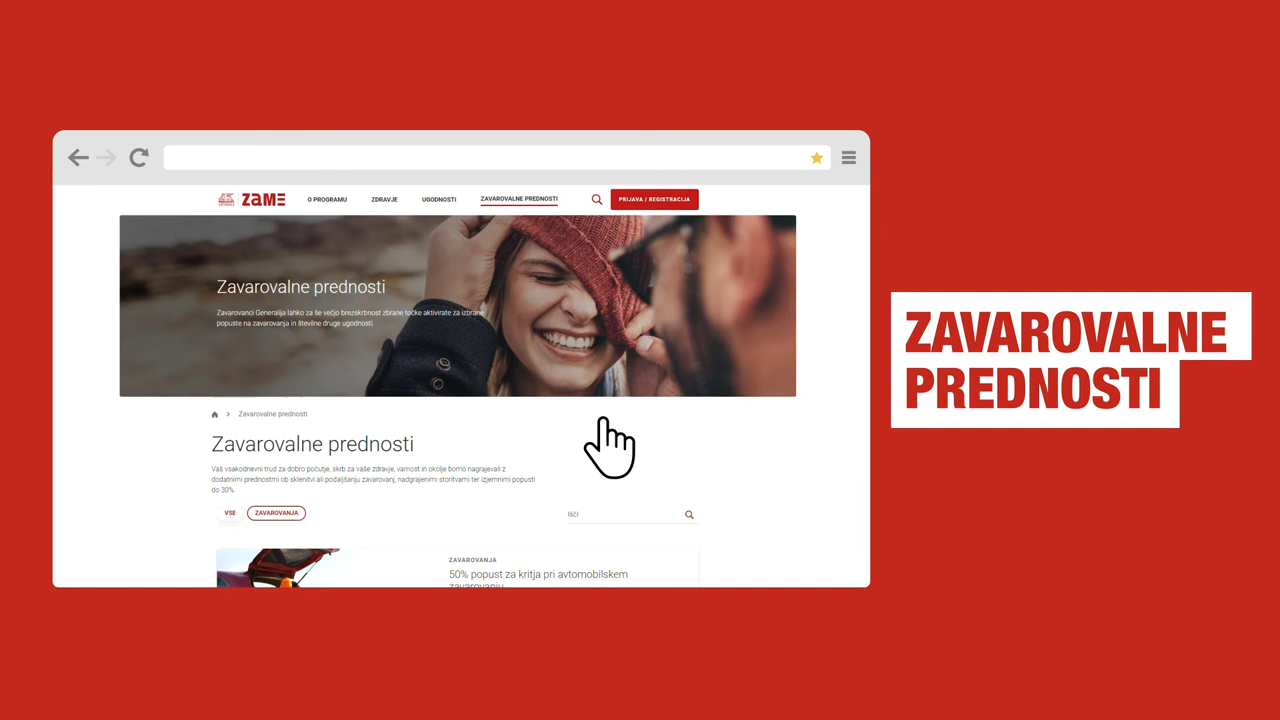 ZAME
O PROGRAMU
ZDRAVJE
UGODNOSTI
ZAVAROVALNE PREDNOSTI
PRIJAVA / REGISTRACIJA
Zavarovalne prednosti
Zavarovanci Generalija lahko za še večjo brezskrbnost zbrane točke aktivirate za izbrane
popuste na zavarovanja in številne druge ugodnosti.
Zavarovalne prednosti
Zavarovalne prednosti
Vaš vsakodnevni trud za dobro počutje, skrb za vaše zdravje, varnost in okolje bomo nagrajevali z
dodatnimi prednostmi ob sklenitvi ali podaljšanju zavarovanj, nadgrajenimi storitvami ter izjemnimi popusti
do 30%.
VSE
ZAVAROVANJA
Išči
ZAVAROVANJA
50% popust za kritja pri avtomobilskem
zavarovanju
ZAVAROVALNE
PREDNOSTI